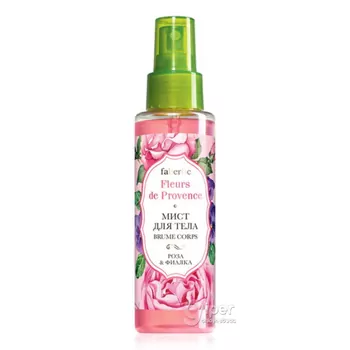 faberlic
Fleurs
de Provence
МИСТ
ДЛЯ ТЕЛА
BRUME CORPS
РОЗА
& ФИАЛКА